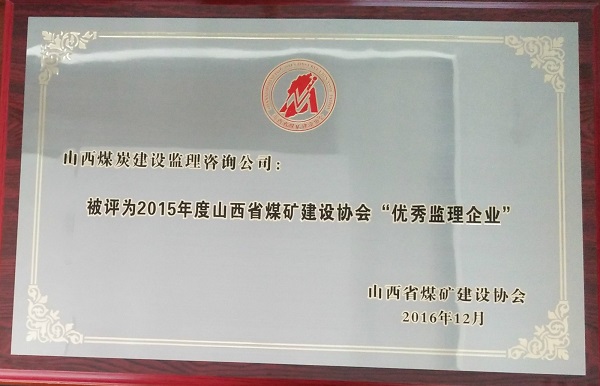 山西煤炭建设监理咨询公司：
被评为2015年度山西省煤矿建设协会“优秀监理企业”
山西省煤矿建设协会
2016年12月